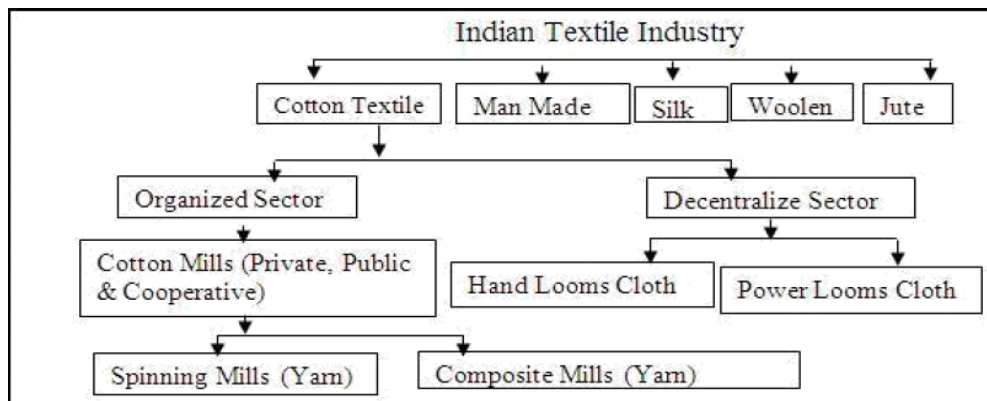 Indian Textile Industry
Cotton Textile
Man Made
Silk
Woolen
Jute
Organized Sector
Decentralize Sector
Cotton Mills (Private, Public
& Cooperative)
Hand Looms Cloth
Power Looms Cloth
Spinning Mills (Yarn)
Composite Mills (Yarn)